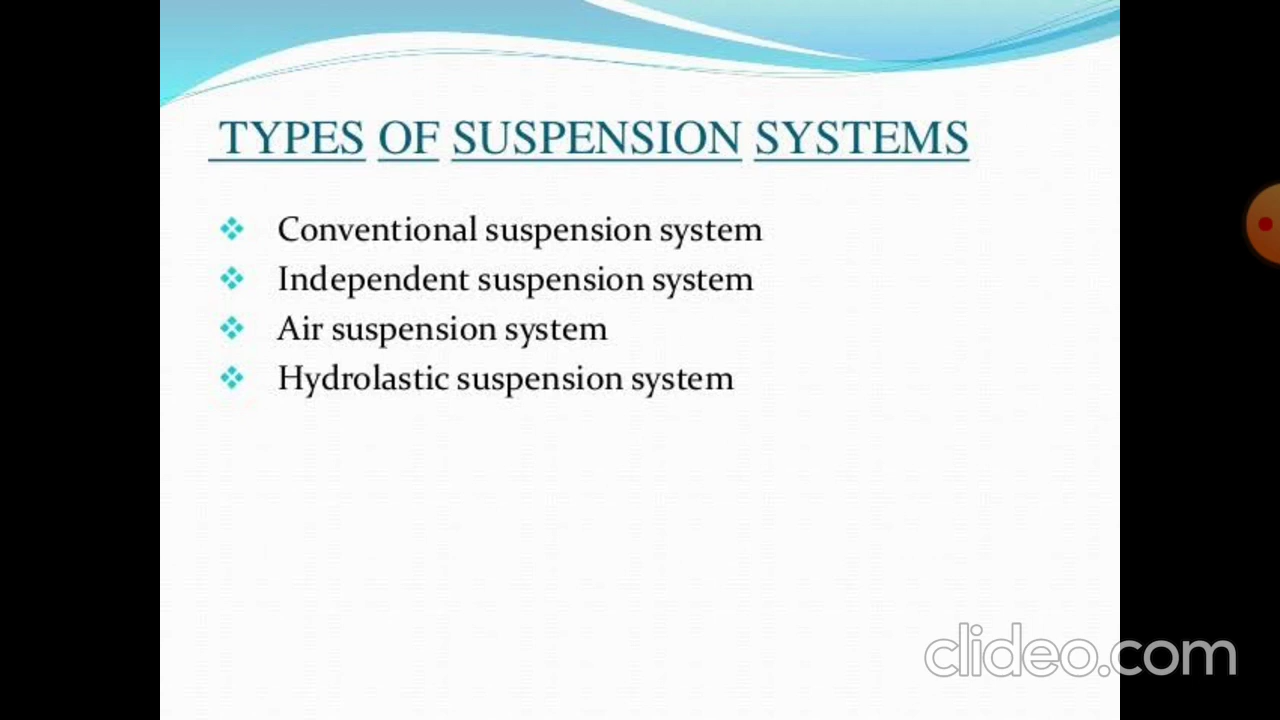 TYPES OF SUSPENSION SYSTEMS
Conventional suspension system
Independent suspension system
Air suspension system
Hydrolastic suspension system
clideo.com